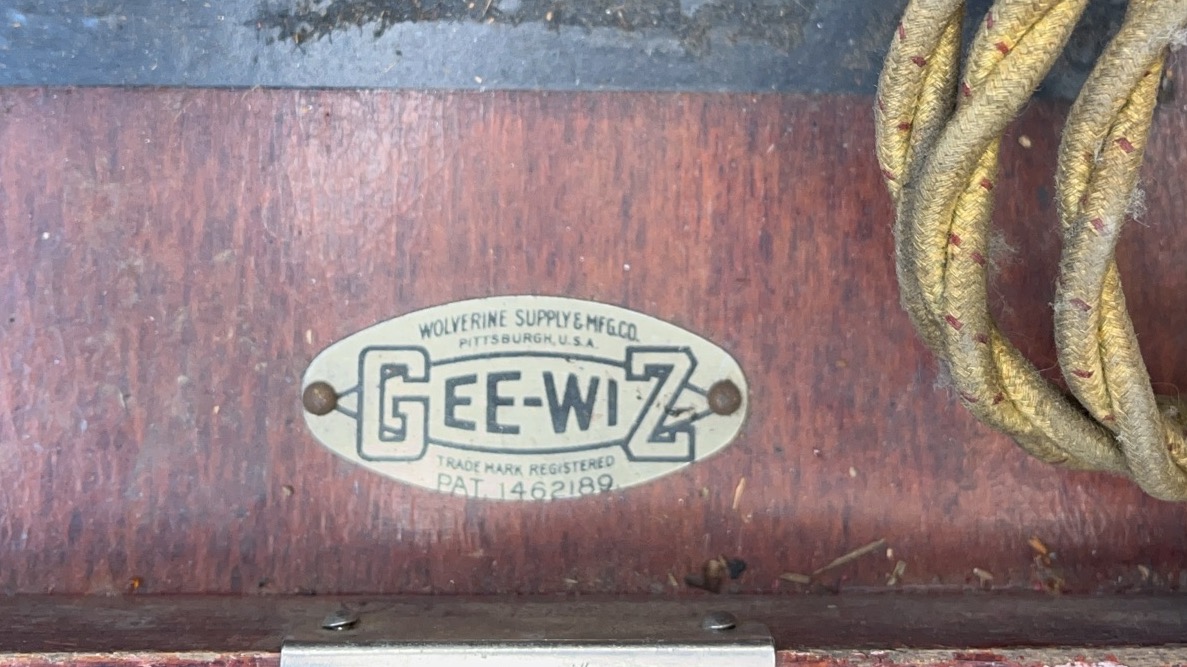 WOLVERINE SUPPLY & MFG.CO.
PITTSBURGH, U.S.A.
GEE-WIZ
TRADE MARK REGISTERED
PAT. 1462189